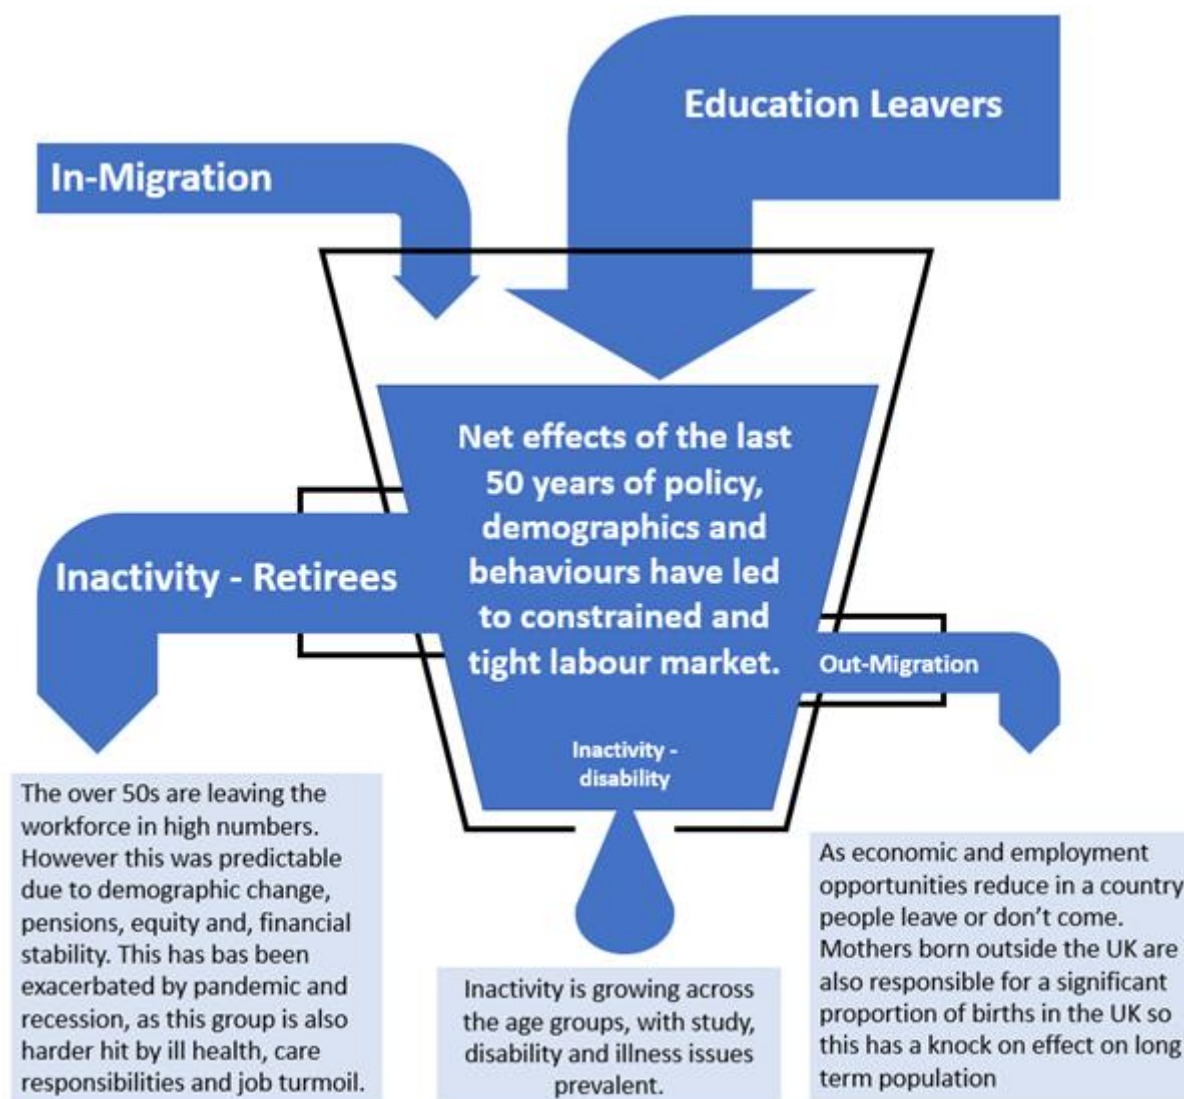 Education Leavers
In-Migration
Net effects of the last
50 years of policy,
demographics and
behaviours have led
to constrained and
tight labour market.
Inactivity - Retirees
Out-Migration
Inactivity -
disability
The over 50s are leaving the
workforce in high numbers.
However this was predictable
due to demographic change,
pensions, equity and, financial
stability. This has bas been
exacerbated by pandemic and
recession, as this group is also
harder hit by ill health, care
responsibilities and job turmoil.
Inactivity is growing across
the age groups, with study,
disability and illness issues
prevalent.
As economic and employment
opportunities reduce in a country
people leave or don’t come.
Mothers born outside the UK are
also responsible for a significant
proportion of births in the UK so
this has a knock on effect on long
term population